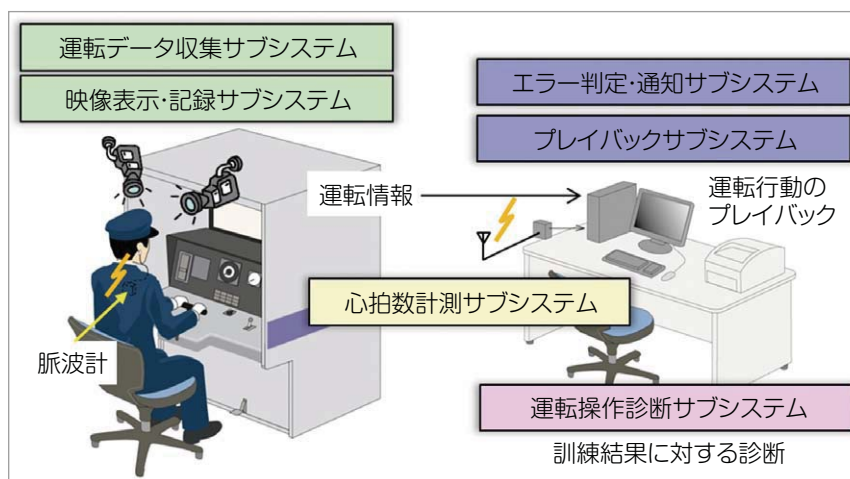 運転データ収集サブシステム
映像表示・記録サブシステム
エラー判定・通知サブシステム
プレイバックサブシステム
運転情報
運転行動の
プレイバック
心拍数計測サブシステム
脈波計
運転操作診断サブシステム
訓練結果に対する診断